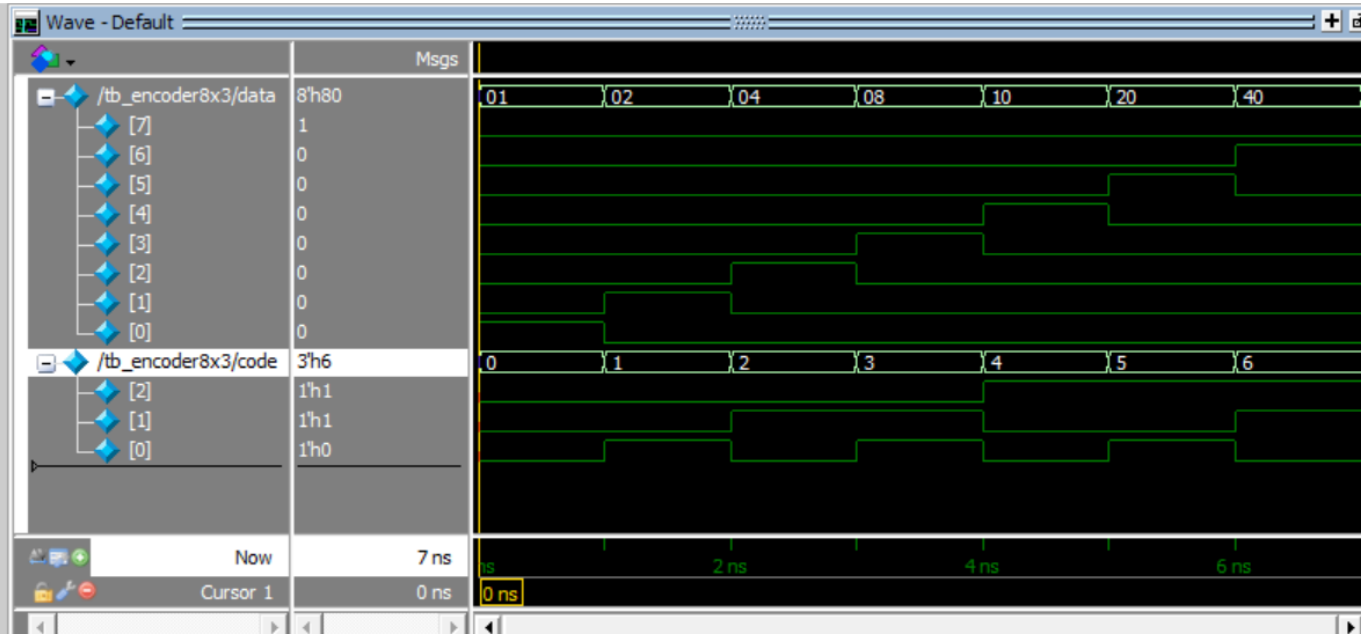 Wave - Default
Msgs
/tb_encoder8x3/data 8'h80 01 02 04 08 10 20 40
[7] 1
[6] 0
[5] 0
[4] 0
[3] 0
[2] 0
[1] 0
[0] 0
/tb_encoder8x3/code 3'h6 0 1 2 3 4 5 6
[2] 1'h1
[1] 1'h1
[0] 1'h0
Now 7 ns ns 2 ns 4 ns 6 ns
Cursor 1 0 ns 0 ns